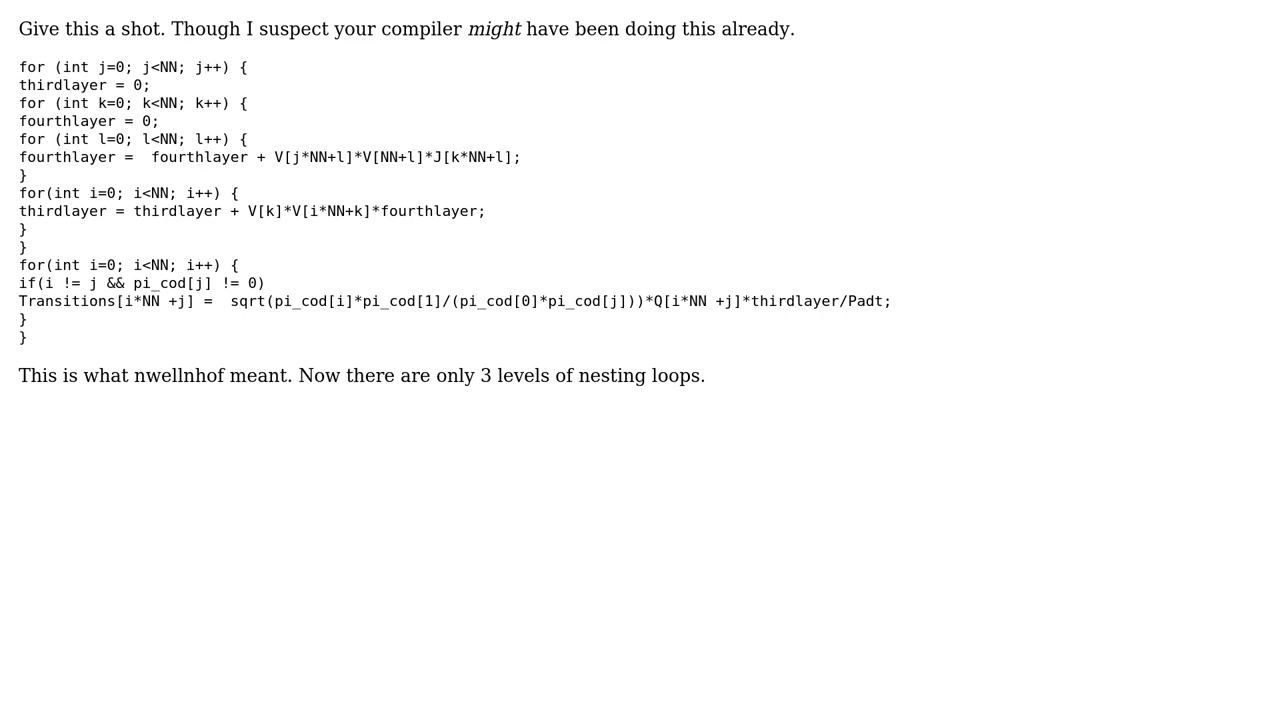 Give this a shot. Though I suspect your compiler might have been doing this already.
for (int j=0; j<NN; j++) {
thirdlayer = 0;
for (int k=0; k<NN; k++) {
fourthlayer = 0;
for (int l=0; l<NN; l++) {
fourthlayer =  fourthlayer + V[j*NN+l]*V[NN+l]*J[k*NN+l];
}
for(int i=0; i<NN; i++) {
thirdlayer = thirdlayer + V[k]*V[i*NN+k]*fourthlayer;
}
}
for(int i=0; i<NN; i++) {
if(i != j && pi_cod[j] != 0)
Transitions[i*NN +j] =  sqrt(pi_cod[i]*pi_cod[1]/(pi_cod[0]*pi_cod[j]))*Q[i*NN +j]*thirdlayer/Padt;
}
}
This is what nwellnhof meant. Now there are only 3 levels of nesting loops.